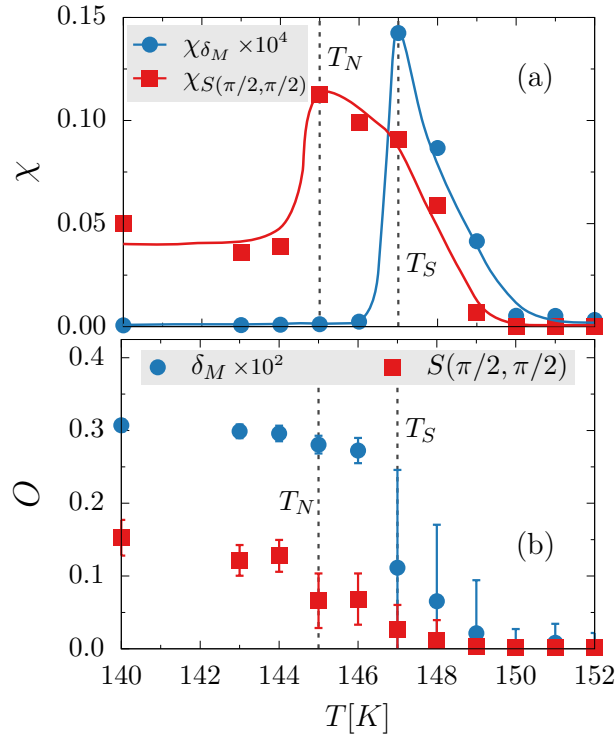 0.15
0.10
0.05
0.00
χ
χ_{δ_M} ×10^4
χ_{S(π/2,π/2)}
T_N
(a)
T_S
0.4
0.3
0.2
0.1
0.0
O
δ_M ×10^2
S(π/2, π/2)
T_S
T_N
(b)
140 142 144 146 148 150 152
T[K]